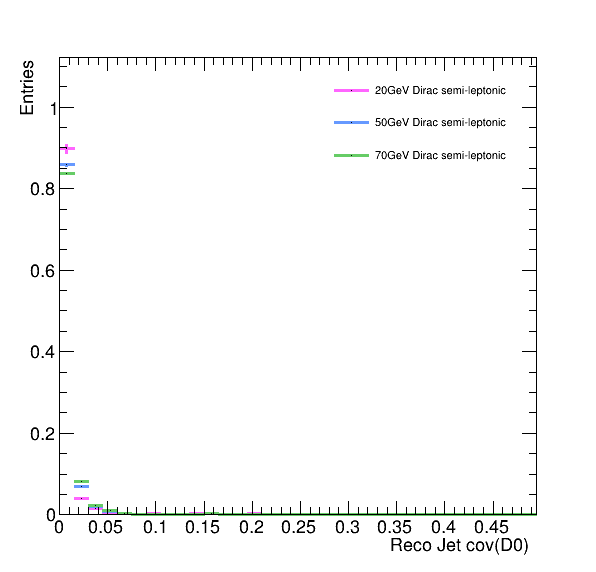 Entries
20GeV Dirac semi-leptonic
50GeV Dirac semi-leptonic
70GeV Dirac semi-leptonic
1
0.8
0.6
0.4
0.2
0
0 0.05 0.1 0.15 0.2 0.25 0.3 0.35 0.4 0.45
Reco Jet cov(D0)